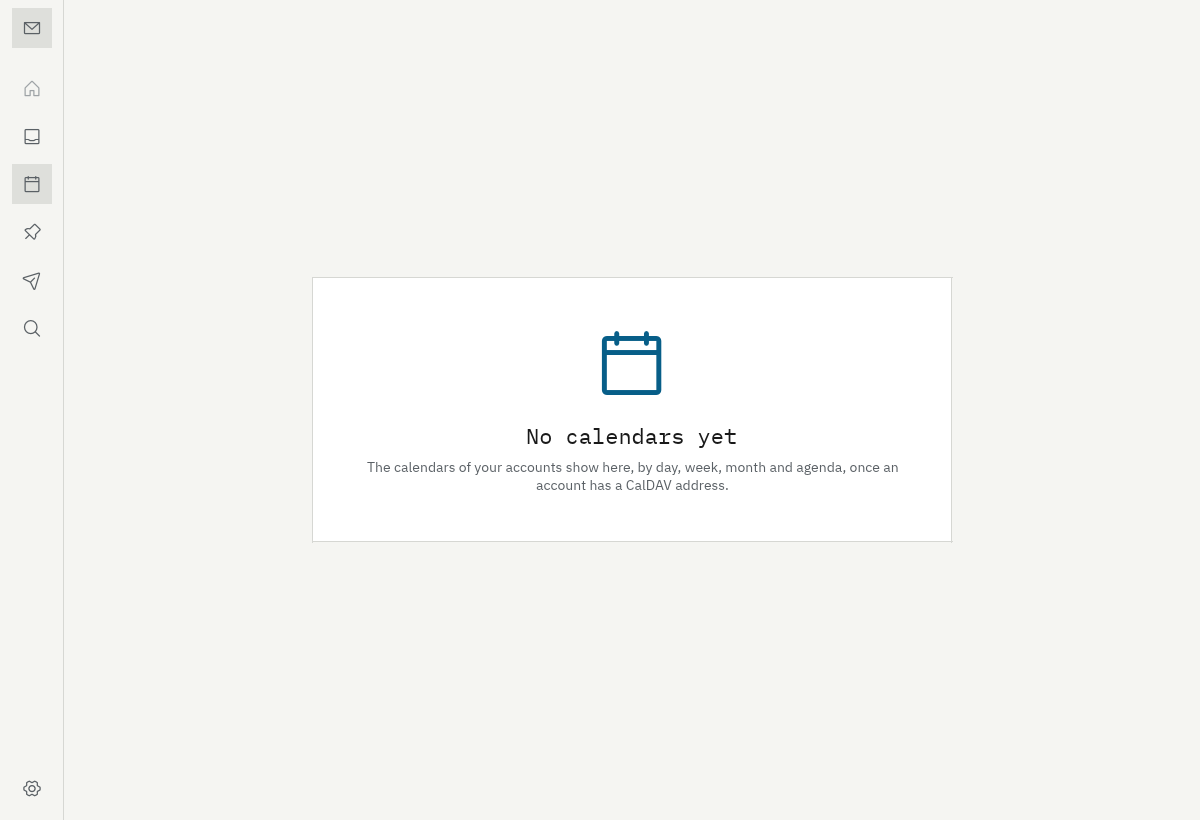 No calendars yet
The calendars of your accounts show here, by day, week, month and agenda, once an
account has a CalDAV address.